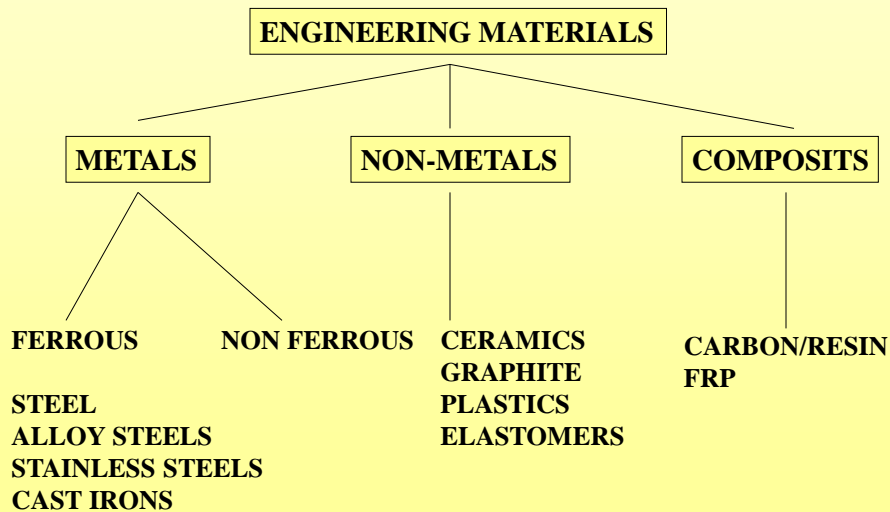 ENGINEERING MATERIALS
METALS
NON-METALS
COMPOSITS
FERROUS
STEEL
ALLOY STEELS
STAINLESS STEELS
CAST IRONS
NON FERROUS
CERAMICS
GRAPHITE
PLASTICS
ELASTOMERS
CARBON/RESIN
FRP